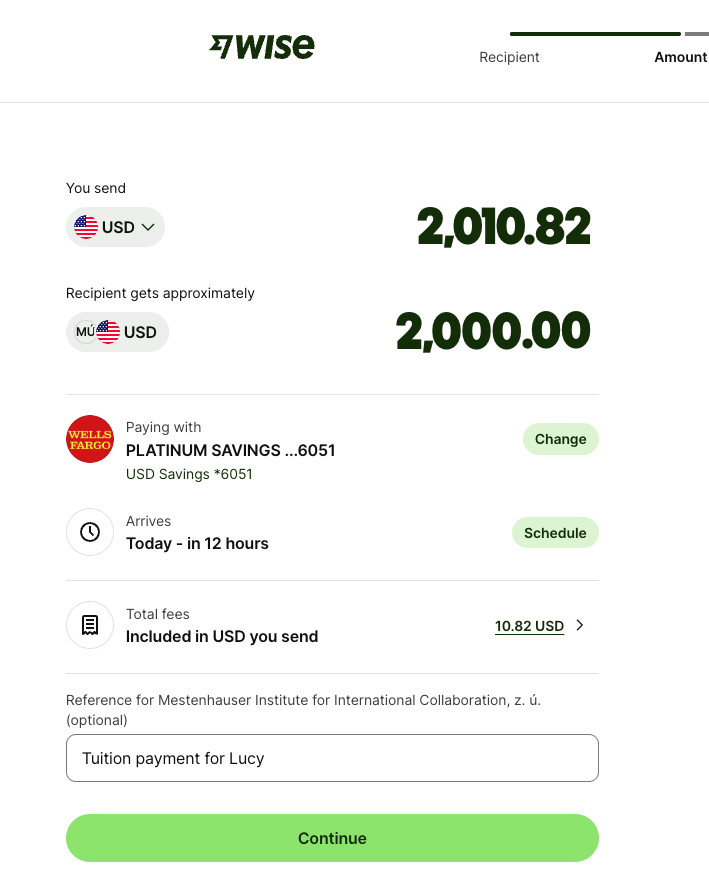 WISE
Recipient
Amount
You send
USD
2,010.82
Recipient gets approximately
MÚ USD
2,000.00
WELLS
FARGO
Paying with
PLATINUM SAVINGS ...6051
Change
USD Savings *6051
Arrives
Today - in 12 hours
Schedule
Total fees
Included in USD you send
10.82 USD
Reference for Mestenhauser Institute for International Collaboration, z. ú.
(optional)
Tuition payment for Lucy
Continue